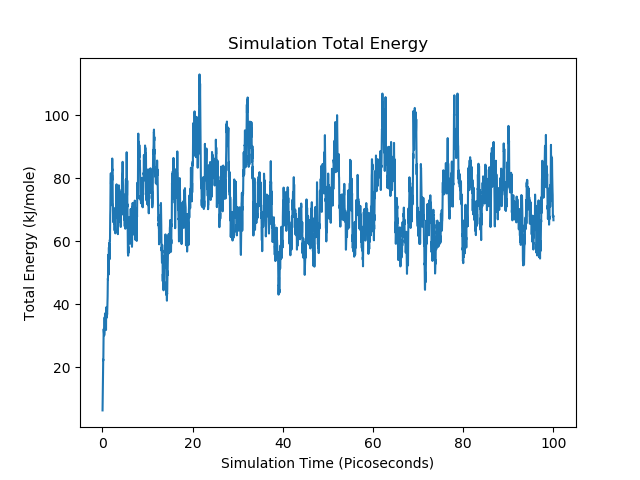 Simulation Total Energy
Total Energy (kJ/mole)
100
80
60
40
20
0 20 40 60 80 100
Simulation Time (Picoseconds)